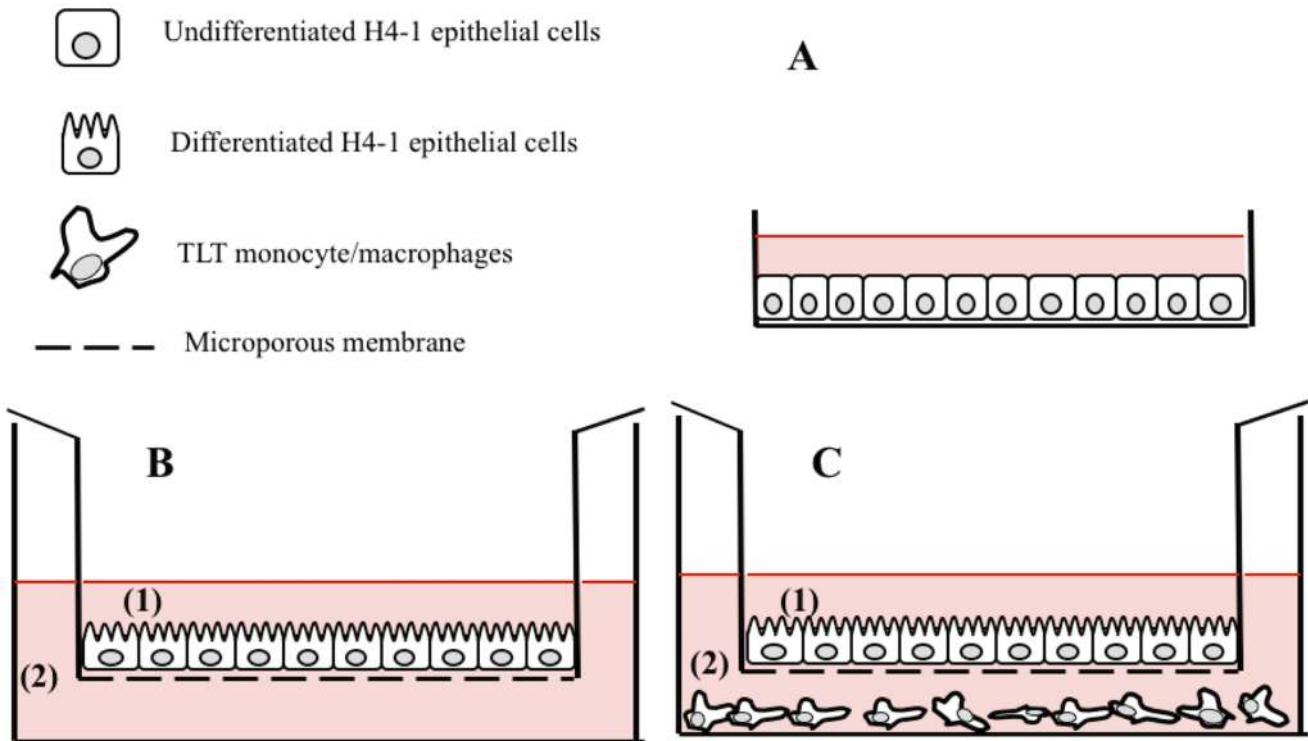 Undifferentiated H4-1 epithelial cells
A
Differentiated H4-1 epithelial cells
TLT monocyte/macrophages
Microporous membrane
B
(1)
(2)
C
(1)
(2)